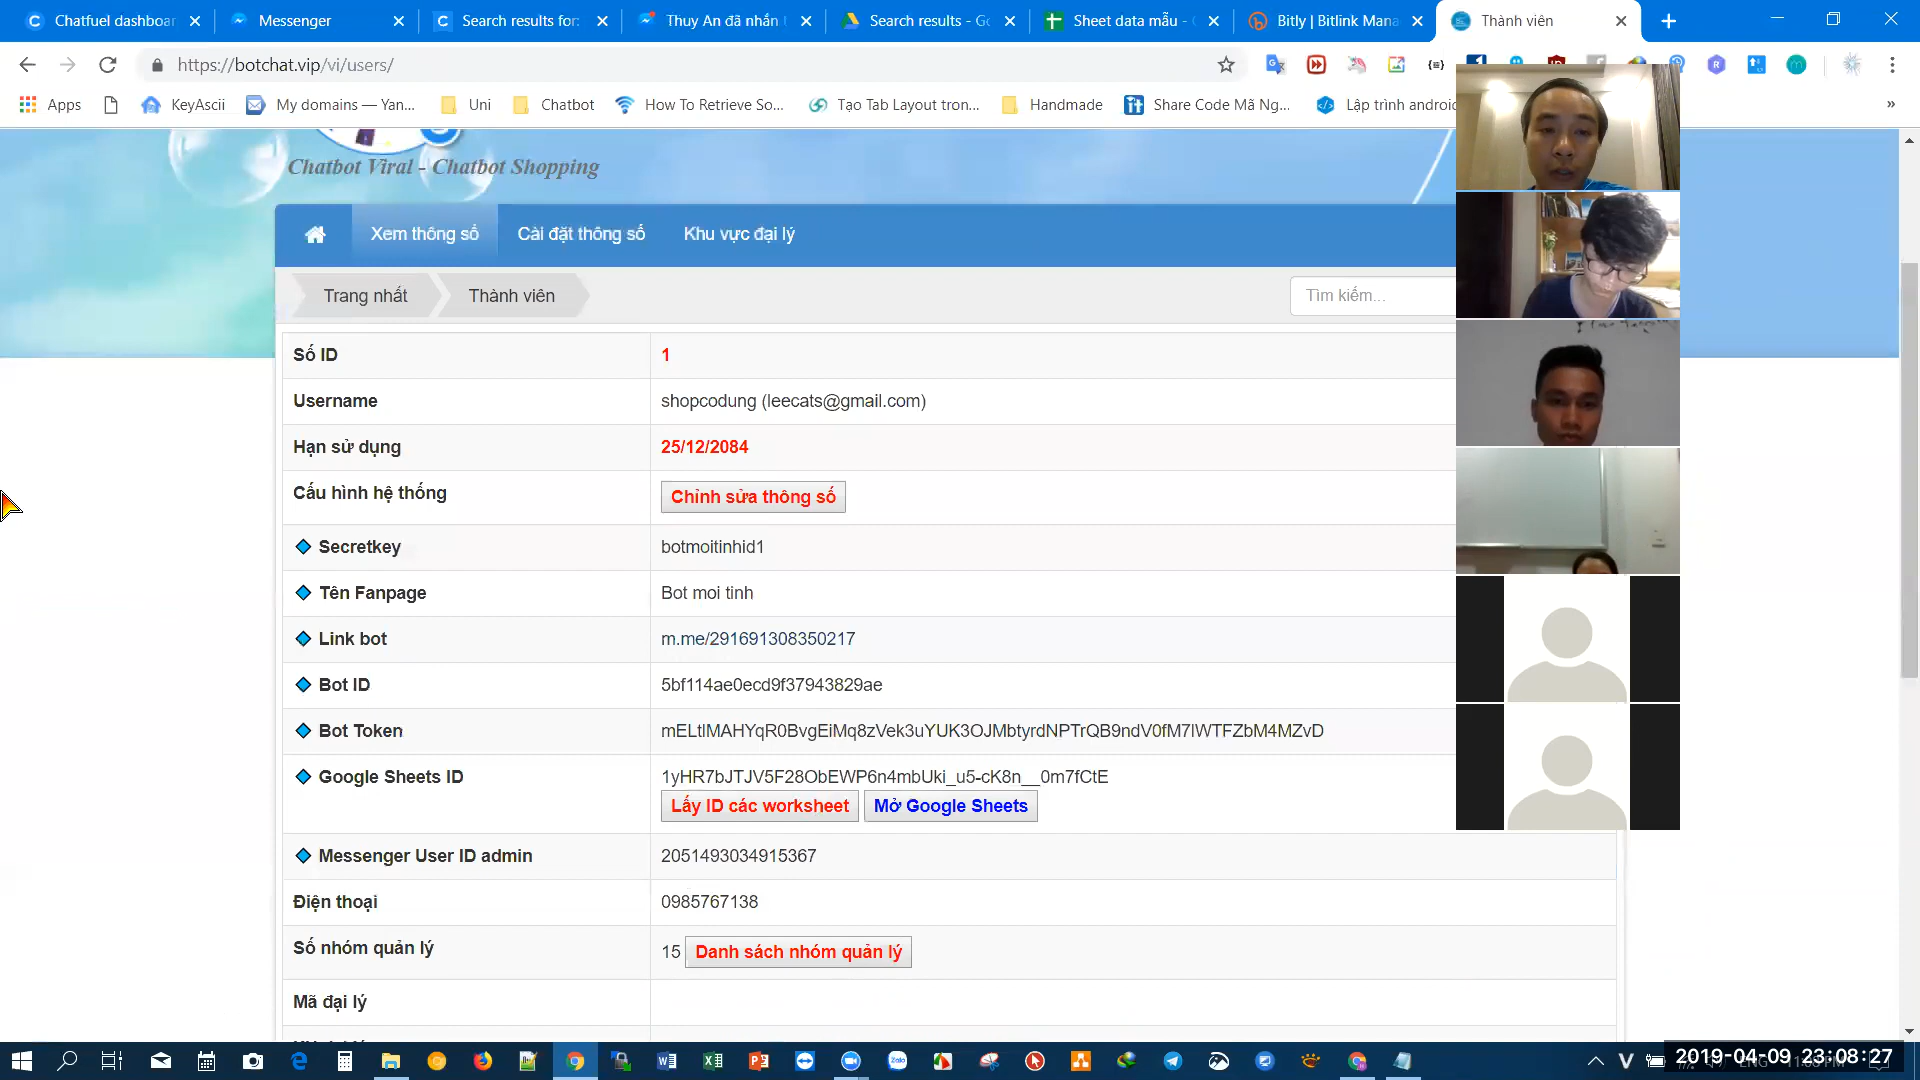 Chatfuel dashboar
Messenger
Search results for:
Thuy An đã nhắn
Search results - Go
Sheet data mẫu -
Bitly | Bitlink Mana
Thành viên
https://botchat.vip/vi/users/
Apps
KeyAscii
My domains — Yan...
Uni
Chatbot
How To Retrieve So...
Tạo Tab Layout tron...
Handmade
Share Code Mã Ng...
Lập trình android
Chatbot Viral - Chatbot Shopping
Xem thông số
Cài đặt thông số
Khu vực đại lý
Trang nhất
Thành viên
Tìm kiếm...
Số ID
1
Username
shopcodung (leecats@gmail.com)
Hạn sử dụng
25/12/2084
Cấu hình hệ thống
Chỉnh sửa thông số
Secretkey
botmoitinhid1
Tên Fanpage
Bot moi tinh
Link bot
m.me/291691308350217
Bot ID
5bf114ae0ecd9f37943829ae
Bot Token
mELtlMAHYqR0BvgEiMq8zVek3uYUK3OJMbtyrdNPTrQB9ndV0fM7lWTFZbM4MZvD
Google Sheets ID
1yHR7bJTJV5F28ObEWP6n4mbUki_u5-cK8n__0m7fCtE
Lấy ID các worksheet
Mở Google Sheets
Messenger User ID admin
2051493034915367
Điện thoại
0985767138
Số nhóm quản lý
15
Danh sách nhóm quản lý
Mã đại lý
2019-04-09 23:08:27